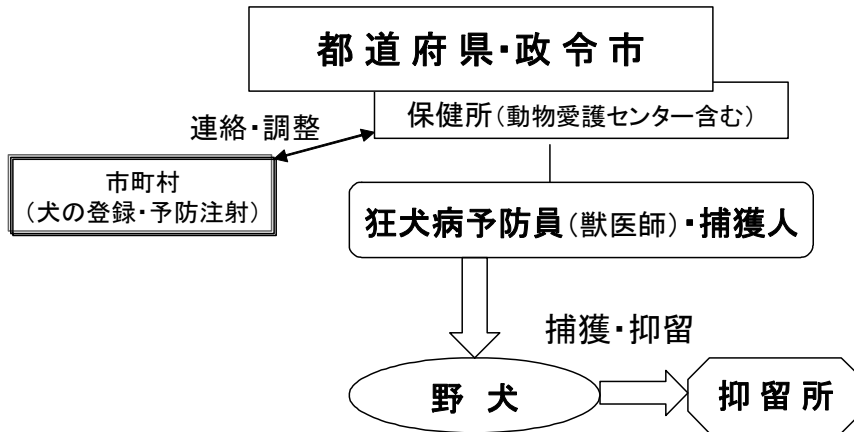 都道府県・政令市
保健所（動物愛護センター含む）
連絡・調整
市町村
（犬の登録・予防注射）
狂犬病予防員（獣医師）・捕獲人
捕獲・抑留
野犬
抑留所